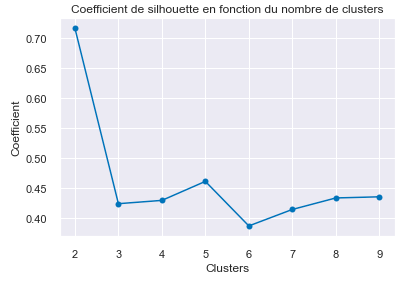 Coefficient de silhouette en fonction du nombre de clusters
0.70
0.65
0.60
0.55
0.50
0.45
0.40
Coefficient
2 3 4 5 6 7 8 9
Clusters